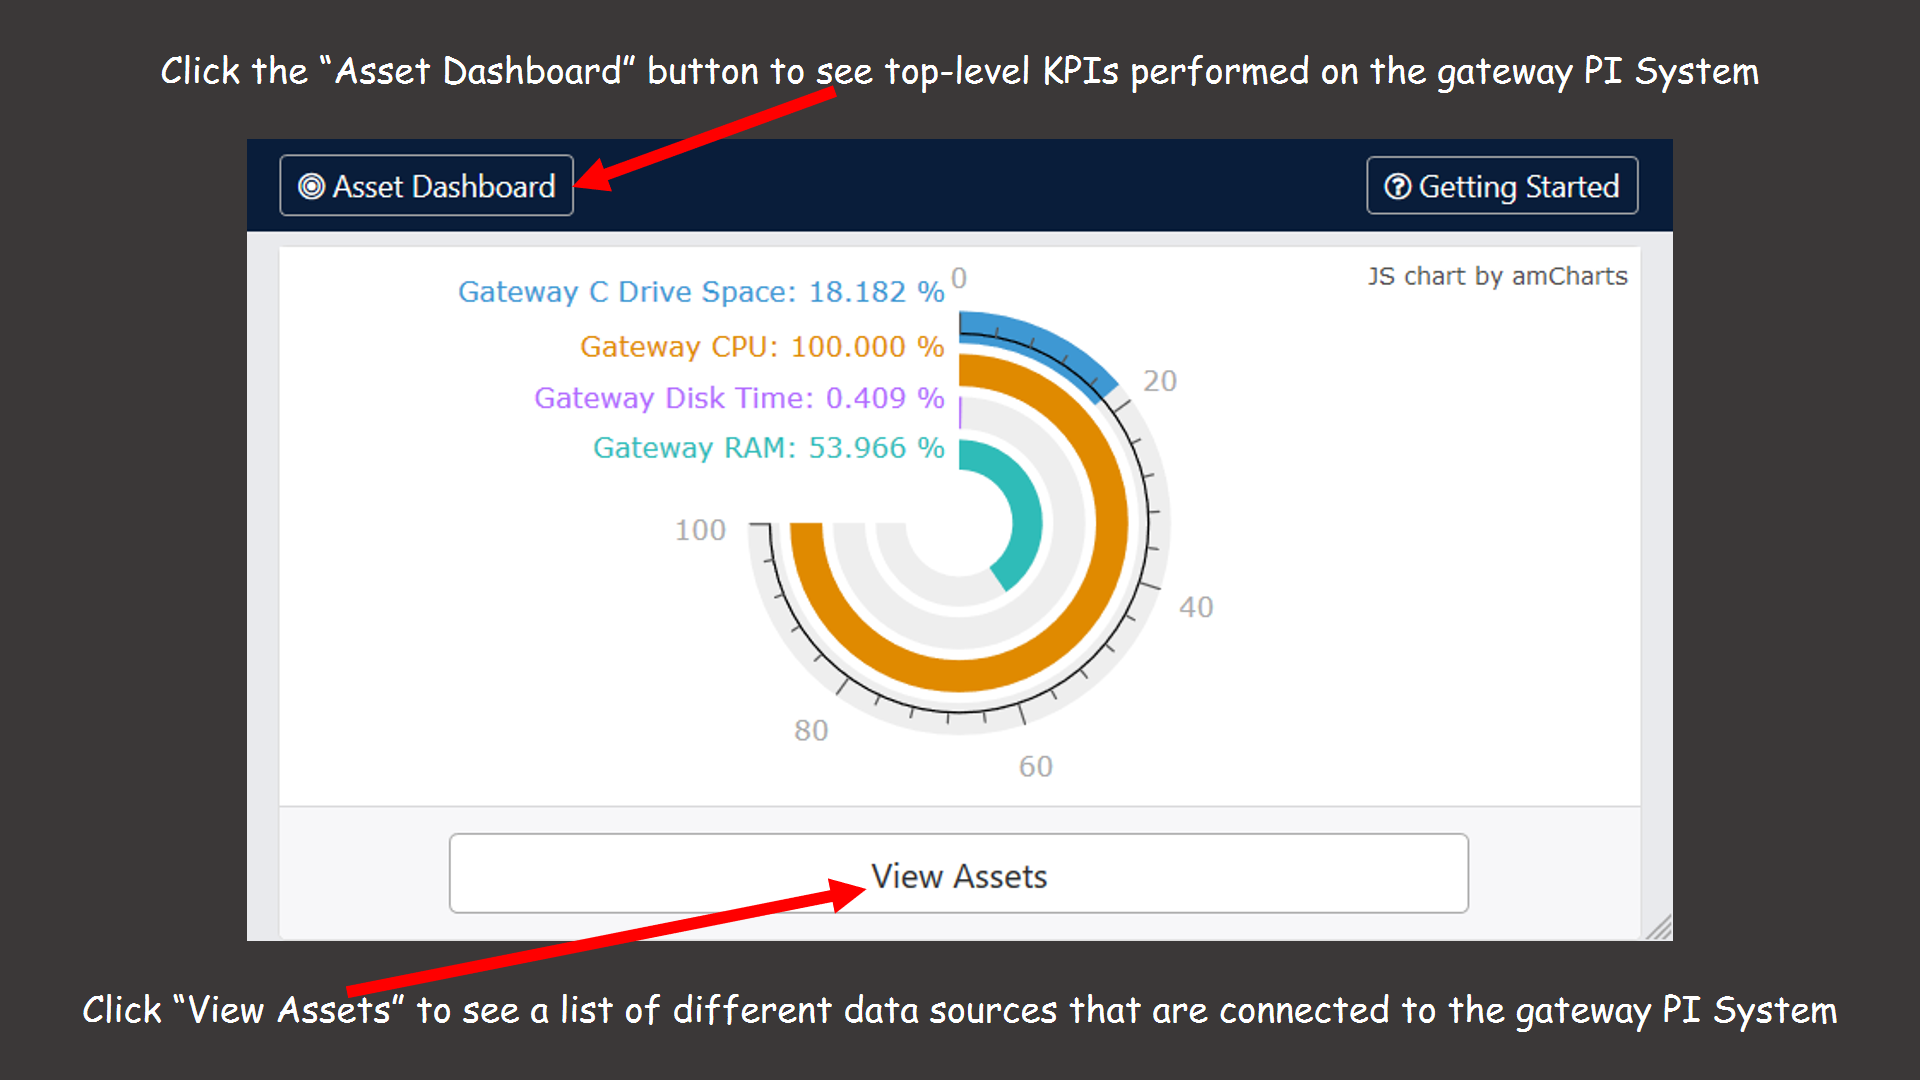 Click the “Asset Dashboard” button to see top-level KPIs performed on the gateway PI System
Asset Dashboard
Getting Started
JS chart by amCharts
Gateway C Drive Space: 18.182 %
Gateway CPU: 100.000 %
Gateway Disk Time: 0.409 %
Gateway RAM: 53.966 %
0
20
40
60
80
100
View Assets
Click “View Assets” to see a list of different data sources that are connected to the gateway PI System